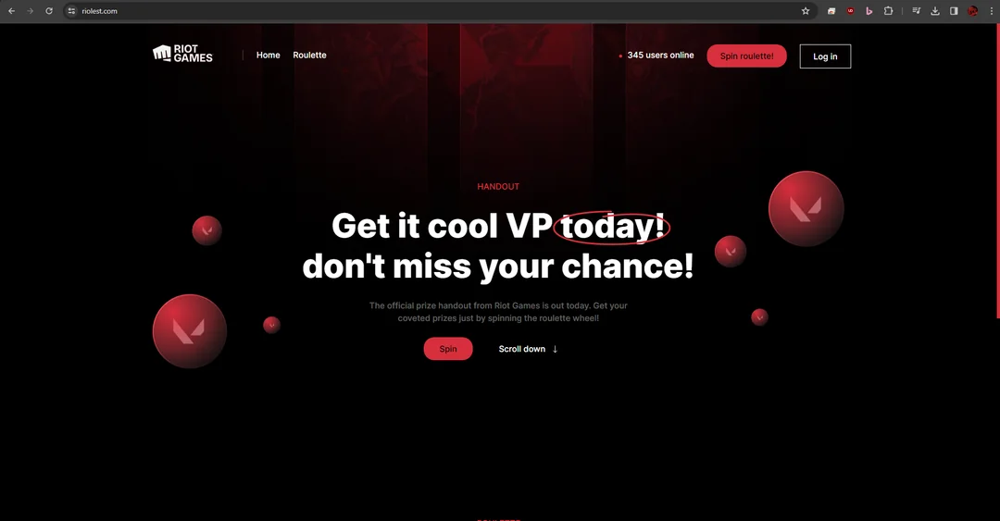 riolest.com
RIOT
GAMES
Home
Roulette
345 users online
Spin roulette!
Log in
HANDOUT
Get it cool VP today!
don't miss your chance!
The official prize handout from Riot Games is out today. Get your
coveted prizes just by spinning the roulette wheel!
Spin
Scroll down ↓